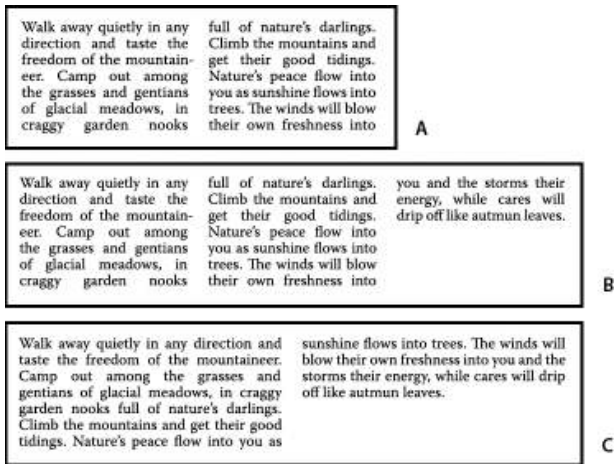 Walk away quietly in any
direction and taste the
freedom of the mountain-
eer. Camp out among
the grasses and gentians
of glacial meadows, in
craggy garden nooks
full of nature's darlings.
Climb the mountains and
get their good tidings.
Nature's peace flow into
you as sunshine flows into
trees. The winds will blow
their own freshness into
A
Walk away quietly in any
direction and taste the
freedom of the mountain-
eer. Camp out among
the grasses and gentians
of glacial meadows, in
craggy garden nooks
full of nature's darlings.
Climb the mountains and
get their good tidings.
Nature's peace flow into
you as sunshine flows into
trees. The winds will blow
their own freshness into
you and the storms their
energy, while cares will
drip off like autmun leaves.
B
Walk away quietly in any direction and
taste the freedom of the mountaineer.
Camp out among the grasses and
gentians of glacial meadows, in craggy
garden nooks full of nature's darlings.
Climb the mountains and get their good
tidings. Nature's peace flow into you as
sunshine flows into trees. The winds will
blow their own freshness into you and the
storms their energy, while cares will drip
off like autmun leaves.
C